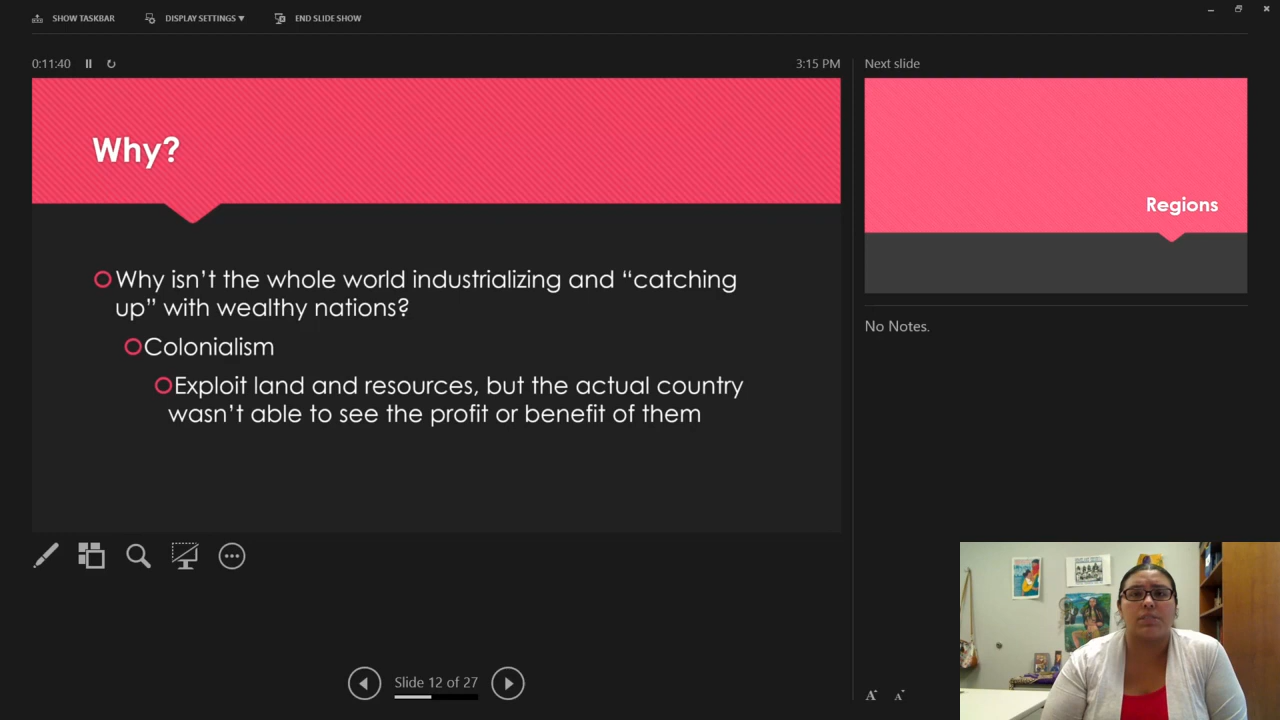 SHOW TASKBAR
DISPLAY SETTINGS ▼
END SLIDE SHOW
0:11:40
3:15 PM
Next slide
Why?
Why isn’t the whole world industrializing and “catching
up” with wealthy nations?
Colonialism
Exploit land and resources, but the actual country
wasn’t able to see the profit or benefit of them
Regions
No Notes.
Slide 12 of 27
A
A